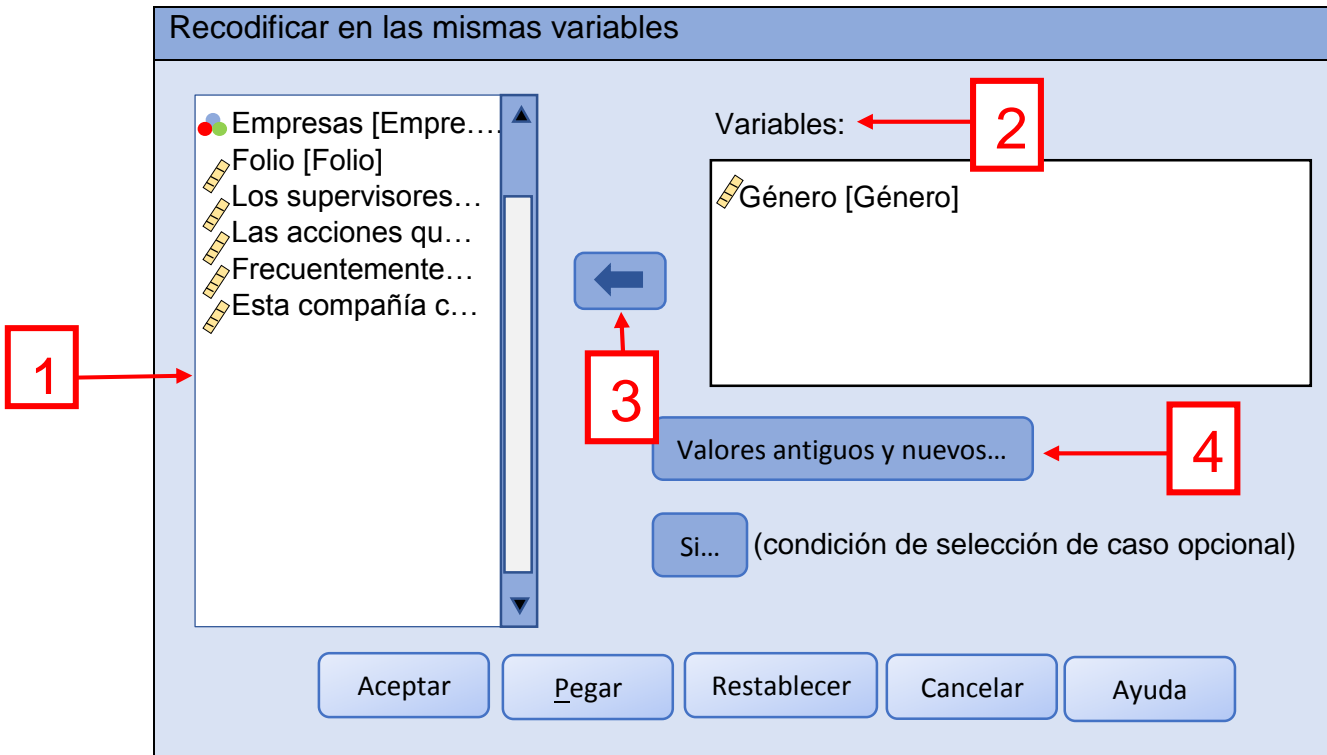 Recodificar en las mismas variables
Empresas [Empre….
Folio [Folio]
Los supervisores…
Las acciones qu…
Frecuentemente…
Esta compañía c…
1
Variables:
2
Género [Género]
3
Valores antiguos y nuevos…
4
Si… (condición de selección de caso opcional)
Aceptar Pegar Restablecer Cancelar Ayuda